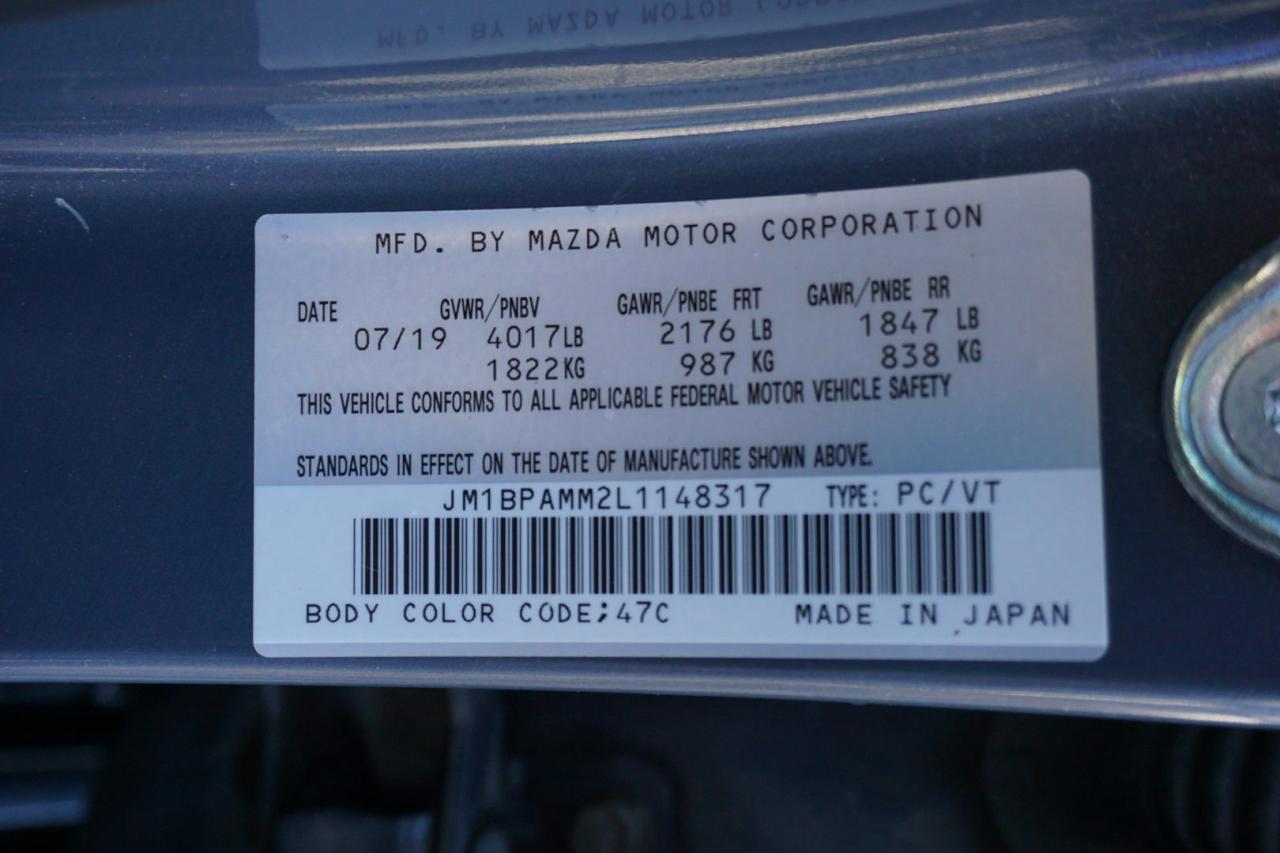 MFD. BY MAZDA MOTOR CORPORATION
DATE GVWR/PNBV GAWR/PNBE FRT GAWR/PNBE RR
07/19 4017LB 2176 LB 1847 LB
1822KG 987 KG 838 KG
THIS VEHICLE CONFORMS TO ALL APPLICABLE FEDERAL MOTOR VEHICLE SAFETY
STANDARDS IN EFFECT ON THE DATE OF MANUFACTURE SHOWN ABOVE.
JM1BPAMM2L1148317 TYPE: PC/VT
BODY COLOR CODE;47C MADE IN JAPAN